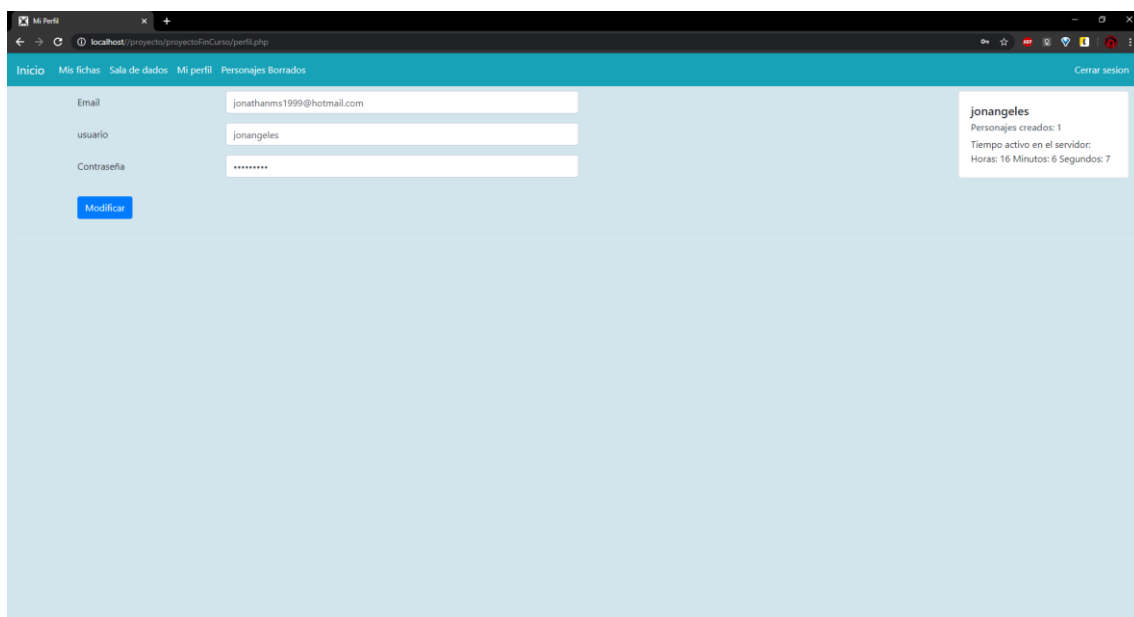 Mi Perfil
localhost//proyecto/proyectoFinCurso/perfil.php
Inicio Mis fichas Sala de dados Mi perfil Personajes Borrados Cerrar sesion
Email jonathanms1999@hotmail.com
usuario jonangeles
Contraseña •••••••••
Modificar
jonangeles
Personajes creados: 1
Tiempo activo en el servidor:
Horas: 16 Minutos: 6 Segundos: 7